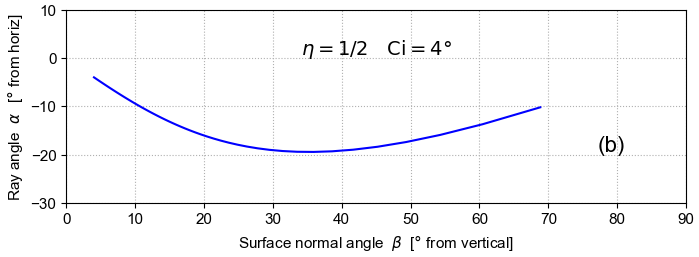 10
0
−10
−20
−30
Ray angle α [° from horiz]
η = 1/2 Ci = 4°
(b)
0 10 20 30 40 50 60 70 80 90
Surface normal angle β [° from vertical]